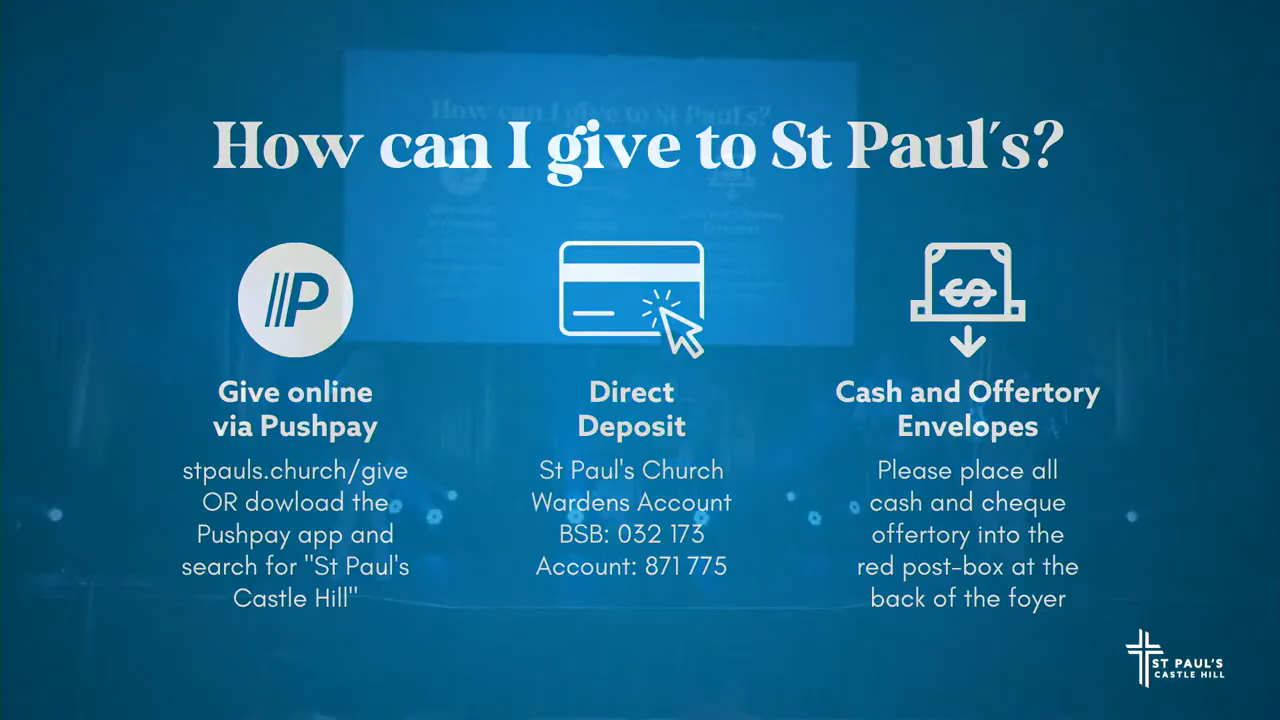 How can I give to St Paul's?
Give online
via Pushpay
stpauls.church/give
OR dowload the
Pushpay app and
search for "St Paul's
Castle Hill"
Direct
Deposit
St Paul's Church
Wardens Account
BSB: 032 173
Account: 871 775
Cash and Offertory
Envelopes
Please place all
cash and cheque
offertory into the
red post-box at the
back of the foyer
ST PAUL'S
CASTLE HILL